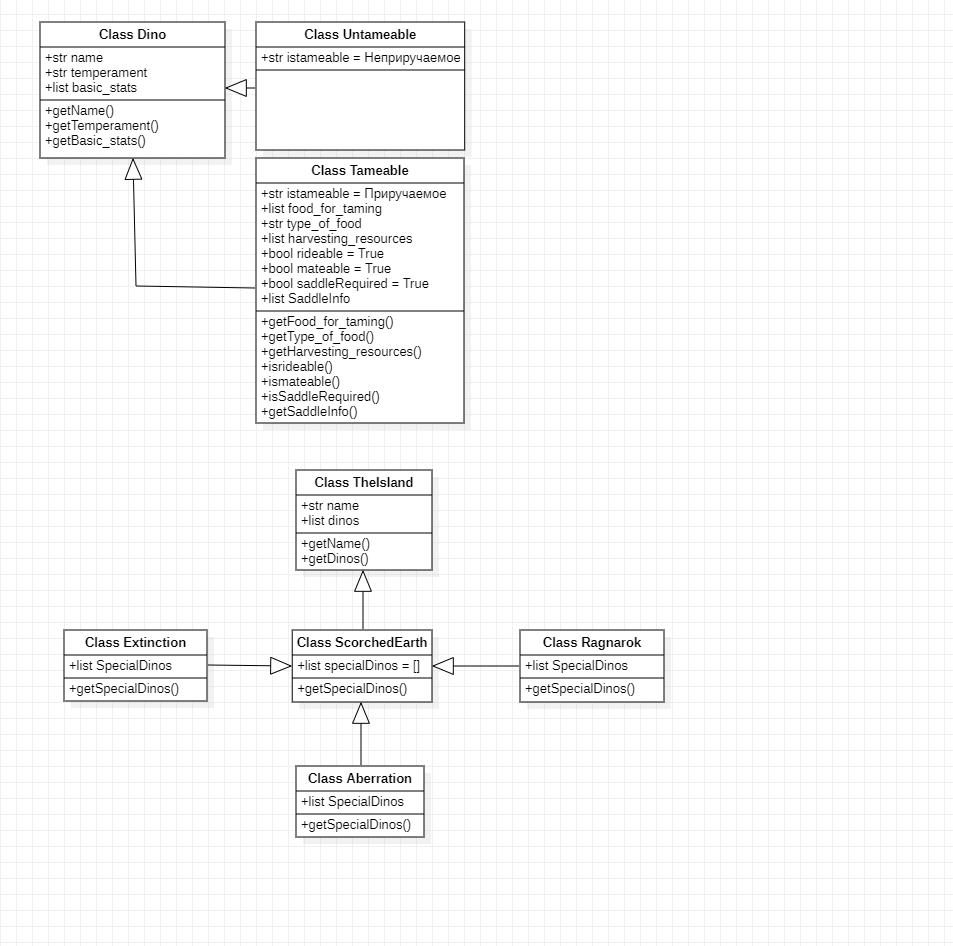 Class Dino
+str name
+str temperament
+list basic_stats
+getName()
+getTemperament()
+getBasic_stats()
Class Untameable
+str istameable = Неприручаемое
Class Tameable
+str istameable = Приручаемое
+list food_for_taming
+str type_of_food
+list harvesting_resources
+bool rideable = True
+bool mateable = True
+bool saddleRequired = True
+list SaddleInfo
+getFood_for_taming()
+getType_of_food()
+getHarvesting_resources()
+isrideable()
+ismateable()
+isSaddleRequired()
+getSaddleInfo()
Class TheIsland
+str name
+list dinos
+getName()
+getDinos()
Class Extinction
+list SpecialDinos
+getSpecialDinos()
Class ScorchedEarth
+list specialDinos = []
+getSpecialDinos()
Class Ragnarok
+list SpecialDinos
+getSpecialDinos()
Class Aberration
+list SpecialDinos
+getSpecialDinos()